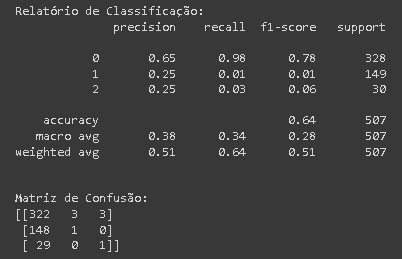 Relatório de Classificação:
              precision    recall  f1-score   support

           0       0.65      0.98      0.78       328
           1       0.25      0.01      0.01       149
           2       0.25      0.03      0.06        30

    accuracy                           0.64       507
   macro avg       0.38      0.34      0.28       507
weighted avg       0.51      0.64      0.51       507

Matriz de Confusão:
[[322   3   3]
 [148   1   0]
 [ 29   0   1]]